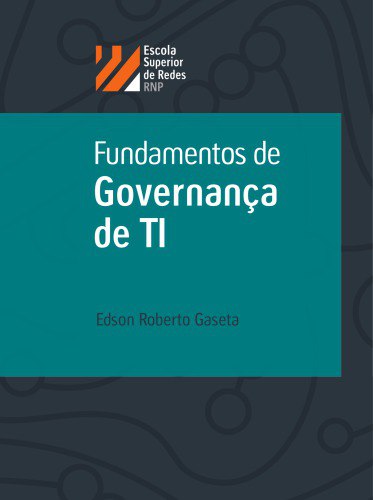 Escola
Superior
de Redes
RNP
Fundamentos de
Governança
de TI
Edson Roberto Gaseta